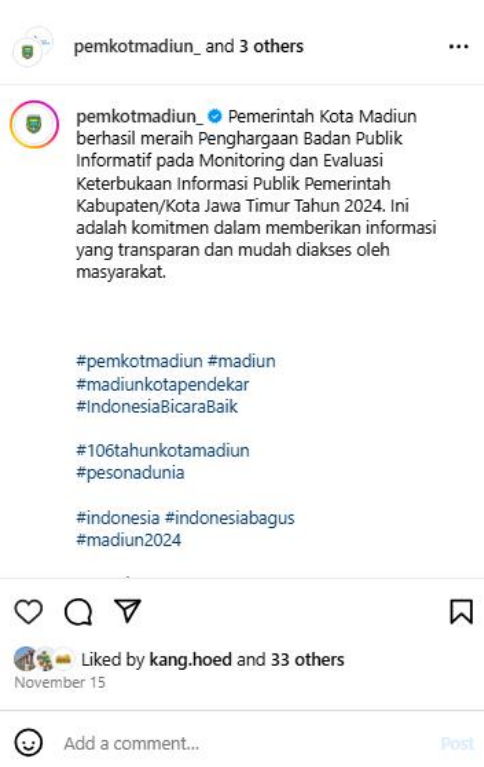 pemkotmadiun_ and 3 others
pemkotmadiun_ Pemerintah Kota Madiun
berhasil meraih Penghargaan Badan Publik
Informatif pada Monitoring dan Evaluasi
Keterbukaan Informasi Publik Pemerintah
Kabupaten/Kota Jawa Timur Tahun 2024. Ini
adalah komitmen dalam memberikan informasi
yang transparan dan mudah diakses oleh
masyarakat.
#pemkotmadiun #madiun
#madiunkotapendekar
#IndonesiaBicaraBaik
#106tahunkotamadiun
#pesonadunia
#indonesia #indonesiabagus
#madiun2024
Liked by kang.hoed and 33 others
November 15
Add a comment...
Post